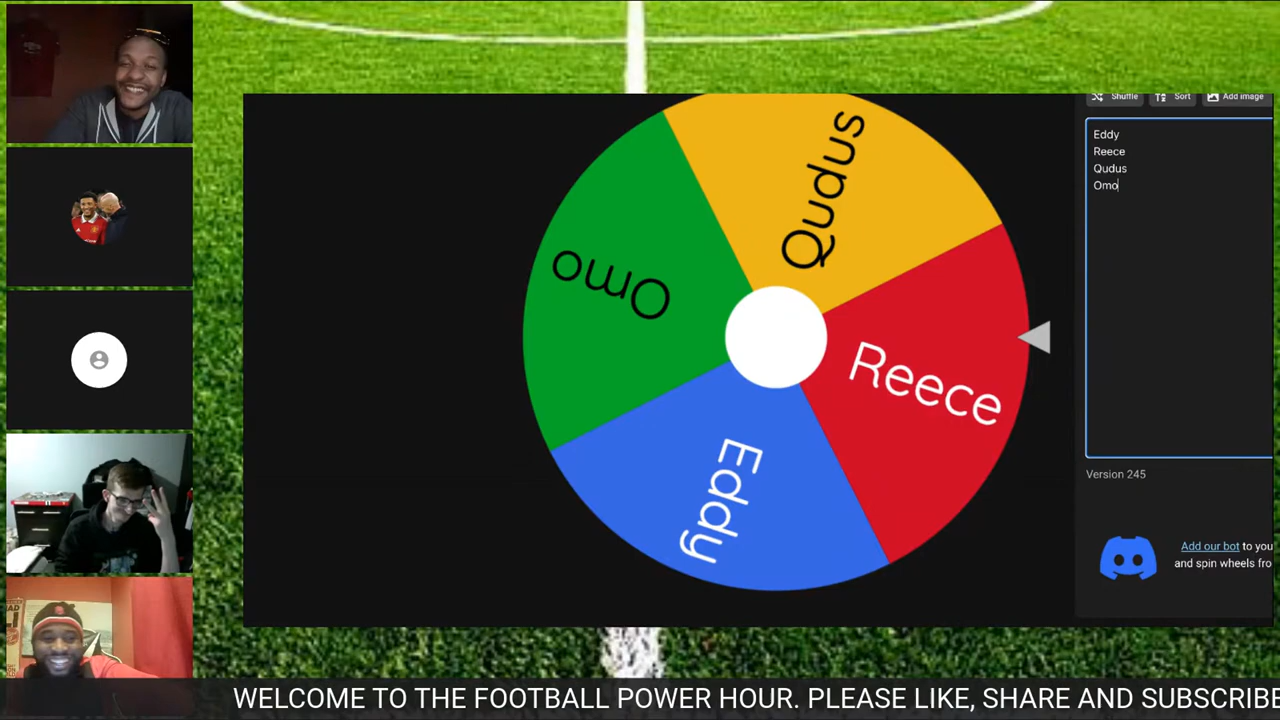 Shuffle Sort Add image
Eddy
Reece
Qudus
Omo
Qudus
Omo
Reece
Eddy
Version 245
Add our bot to you
and spin wheels fro
WELCOME TO THE FOOTBALL POWER HOUR. PLEASE LIKE, SHARE AND SUBSCRIBE